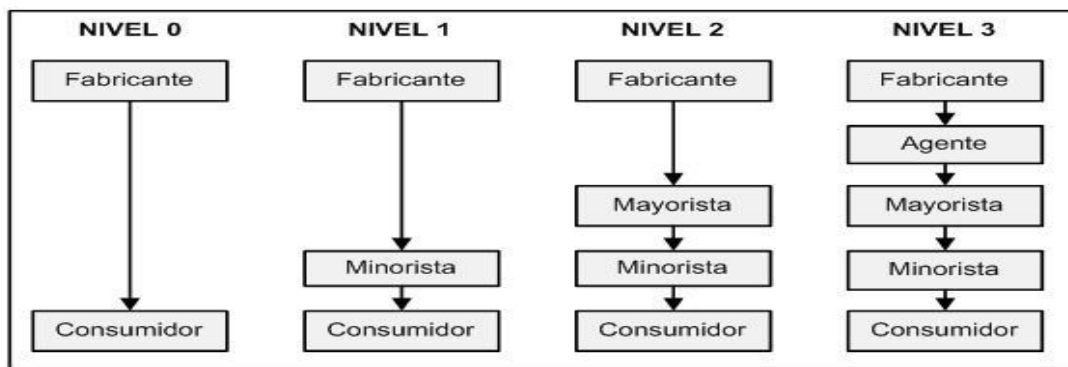 NIVEL 0 NIVEL 1 NIVEL 2 NIVEL 3
Fabricante Fabricante Fabricante Fabricante
Agente
Mayorista Mayorista
Minorista Minorista Minorista
Consumidor Consumidor Consumidor Consumidor